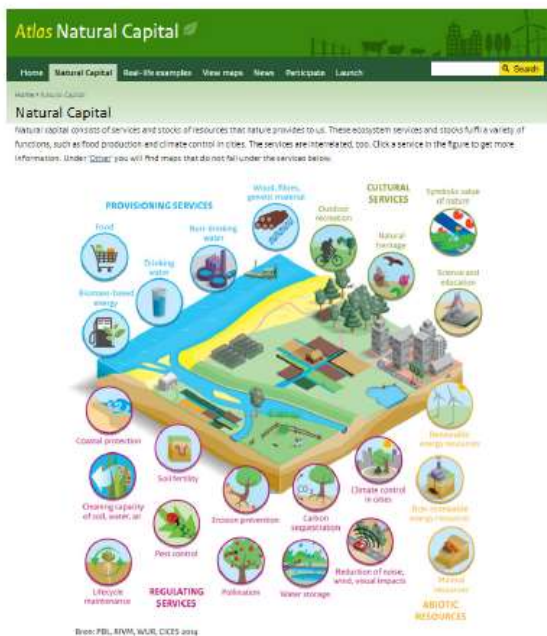 Atlas Natural Capital
Home Natural Capital Real-life examples View maps News Participate Launch
Search
Home > Natural Capital
Natural Capital
Natural capital consists of services and stocks of resources that nature provides to us. These ecosystem services and stocks fulfil a variety of
functions, such as food production and climate control in cities. The services are interrelated, too. Click a service in the figure to get more
information. Under 'Other' you will find maps that do not fall under the services below.
PROVISIONING SERVICES
Wood, fibres,
genetic material
CULTURAL
SERVICES
Symbolic value
of nature
Food
Non-drinking
water
Outdoor
recreation
Drinking
water
Natural
heritage
Biomass-based
energy
Science and
education
Coastal protection
Soil fertility
Renewable
energy resources
Cleaning capacity
of soil, water, air
Erosion prevention
CO2
Carbon
sequestration
Climate control
in cities
Non-renewable
energy resources
Pest control
Lifecycle
maintenance
REGULATING
SERVICES
Pollination
Water storage
Reduction of noise,
wind, visual impacts
Mineral
resources
ABIOTIC
RESOURCES
Bron: PBL, RIVM, WUR, CICES 2014